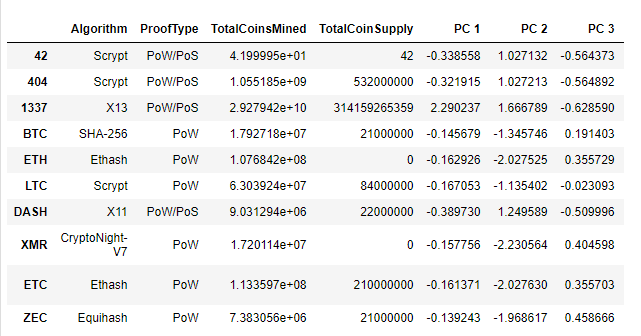 Algorithm ProofType TotalCoinsMined TotalCoinSupply PC 1 PC 2 PC 3
42 Scrypt PoW/PoS 4.199995e+01 42 -0.338558 1.027132 -0.564373
404 Scrypt PoW/PoS 1.055185e+09 532000000 -0.321915 1.027213 -0.564892
1337 X13 PoW/PoS 2.927942e+10 314159265359 2.290237 1.666789 -0.628590
BTC SHA-256 PoW 1.792718e+07 21000000 -0.145679 -1.345746 0.191403
ETH Ethash PoW 1.076842e+08 0 -0.162926 -2.027525 0.355729
LTC Scrypt PoW 6.303924e+07 84000000 -0.167053 -1.135402 -0.023093
DASH X11 PoW/PoS 9.031294e+06 22000000 -0.389730 1.249589 -0.509996
XMR CryptoNight-
V7 PoW 1.720114e+07 0 -0.157756 -2.230564 0.404598
ETC Ethash PoW 1.133597e+08 210000000 -0.161371 -2.027630 0.355703
ZEC Equihash PoW 7.383056e+06 21000000 -0.139243 -1.968617 0.458666